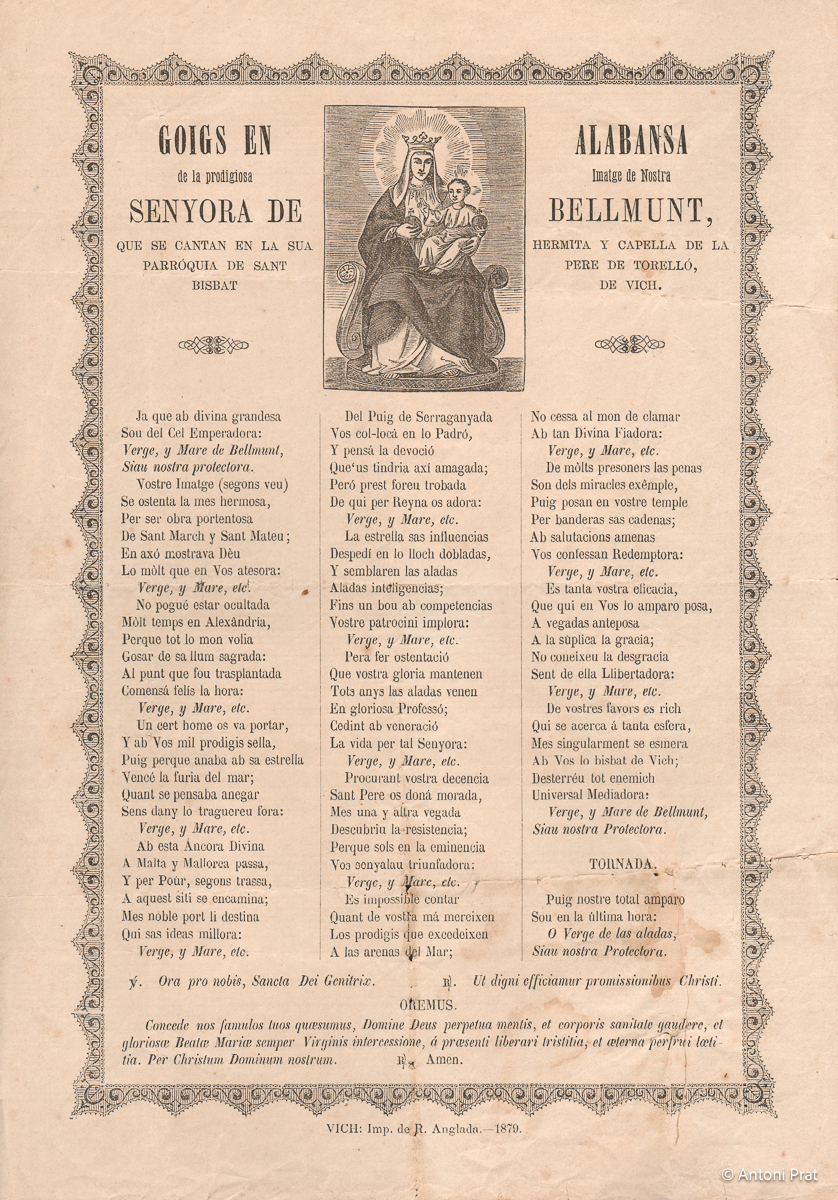 GOIGS EN ALABANSA
de la prodigiosa Imatge de Nostra
SENYORA DE BELLMUNT,
QUE SE CANTAN EN LA SUA HERMITA Y CAPELLA DE LA
PARRÓQUIA DE SANT PERE DE TORELLÓ,
BISBAT DE VICH.
Ja que ab divina grandesa
Sou del Cel Emperadora:
Verge, y Mare de Bellmunt,
Siau nostra protectora.
Vostre Imatge (segons veu)
Se ostenta la mes hermosa,
Per ser obra portentosa
De Sant March y Sant Mateu;
En axó mostrava Dèu
Lo mòlt que en Vos atesora:
Verge, y Mare, etc.
No pogué estar ocultada
Mòlt temps en Alexándria,
Perque tot lo mon volia
Gosar de sa llum sagrada:
Al punt que fou trasplantada
Comensá felís la hora:
Verge, y Mare, etc.
Un cert home os va portar,
Y ab Vos mil prodigis sella,
Puig perque anaba ab sa estrella
Vencé la furia del mar;
Quant se pensaba anegar
Sens dany lo traguereu fora:
Verge, y Mare, etc.
Ab esta Áncora Divina
A Malta y Mallorca passa,
Y per Poür, segons trassa,
A aquest siti se encamina;
Mes noble port li destina
Qui sas ideas millora:
Verge, y Mare, etc.
Del Puig de Serraganyada
Vos col-locà en lo Padró,
Y pensá la devoció
Que'us tindria axí amagada;
Peró prest foreu trobada
De qui per Reyna os adora:
Verge, y Mare, etc.
La estrella sas influencias
Despedí en lo lloch dobladas,
Y semblaren las aladas
Aladas inteligencias;
Fins un bou ab competencias
Vostre patrocini implora:
Verge, y Mare, etc.
Pera fer ostentació
Que vostra gloria mantenen
Tots anys las aladas venen
En gloriosa Professó;
Cedint ab veneració
La vida per tal Senyora:
Verge, y Mare, etc.
Procurant vostra decencia
Sant Pere os doná morada,
Mes una y altra vegada
Descubriu la resistencia;
Perque sols en la eminencia
Vos senyalau triunfadora:
Verge, y Mare, etc.
Es impossible contar
Quant de vostra má mereixen
Los prodigis que excedeixen
A las arenas del Mar;
No cessa al mon de clamar
Ab tan Divina Fiadora:
Verge, y Mare, etc.
De mòlts presoners las penas
Son dels miracles exèmple,
Puig posan en vostre temple
Per banderas sas cadenas;
Ab salutacions amenas
Vos confessan Redemptora:
Verge, y Mare, etc.
Es tanta vostra eficacia,
Que qui en Vos lo amparo posa,
A vegadas anteposa
A la súplica la gracia;
No coneixeu la desgracia
Sent de ella Llibertadora:
Verge, y Mare, etc.
De vostres favors es rich
Qui se acerca á tanta esfera,
Mes singularment se esmera
Ab Vos lo bisbat de Vich;
Desterréu tot enemich
Universal Mediadora:
Verge, y Mare de Bellmunt,
Siau nostra Protectora.
TORNADA.
Puig nostre total amparo
Sou en la última hora:
O Verge de las aladas,
Siau nostra Protectora.
℣. Ora pro nobis, Sancta Dei Genitrix. ℟. Ut digni efficiamur promissionibus Christi.
OREMUS.
Concede nos famulos tuos quæsumus, Domine Deus perpetua mentis, et corporis sanitate gaudere, et
gloriosæ Beatæ Mariæ semper Virginis intercessione, á præsenti liberari tristitia, et æterna perfrui lœti-
tia. Per Christum Dominum nostrum. ℟. Amen.
VICH: Imp. de R. Anglada.—1879.
© Antoni Prat